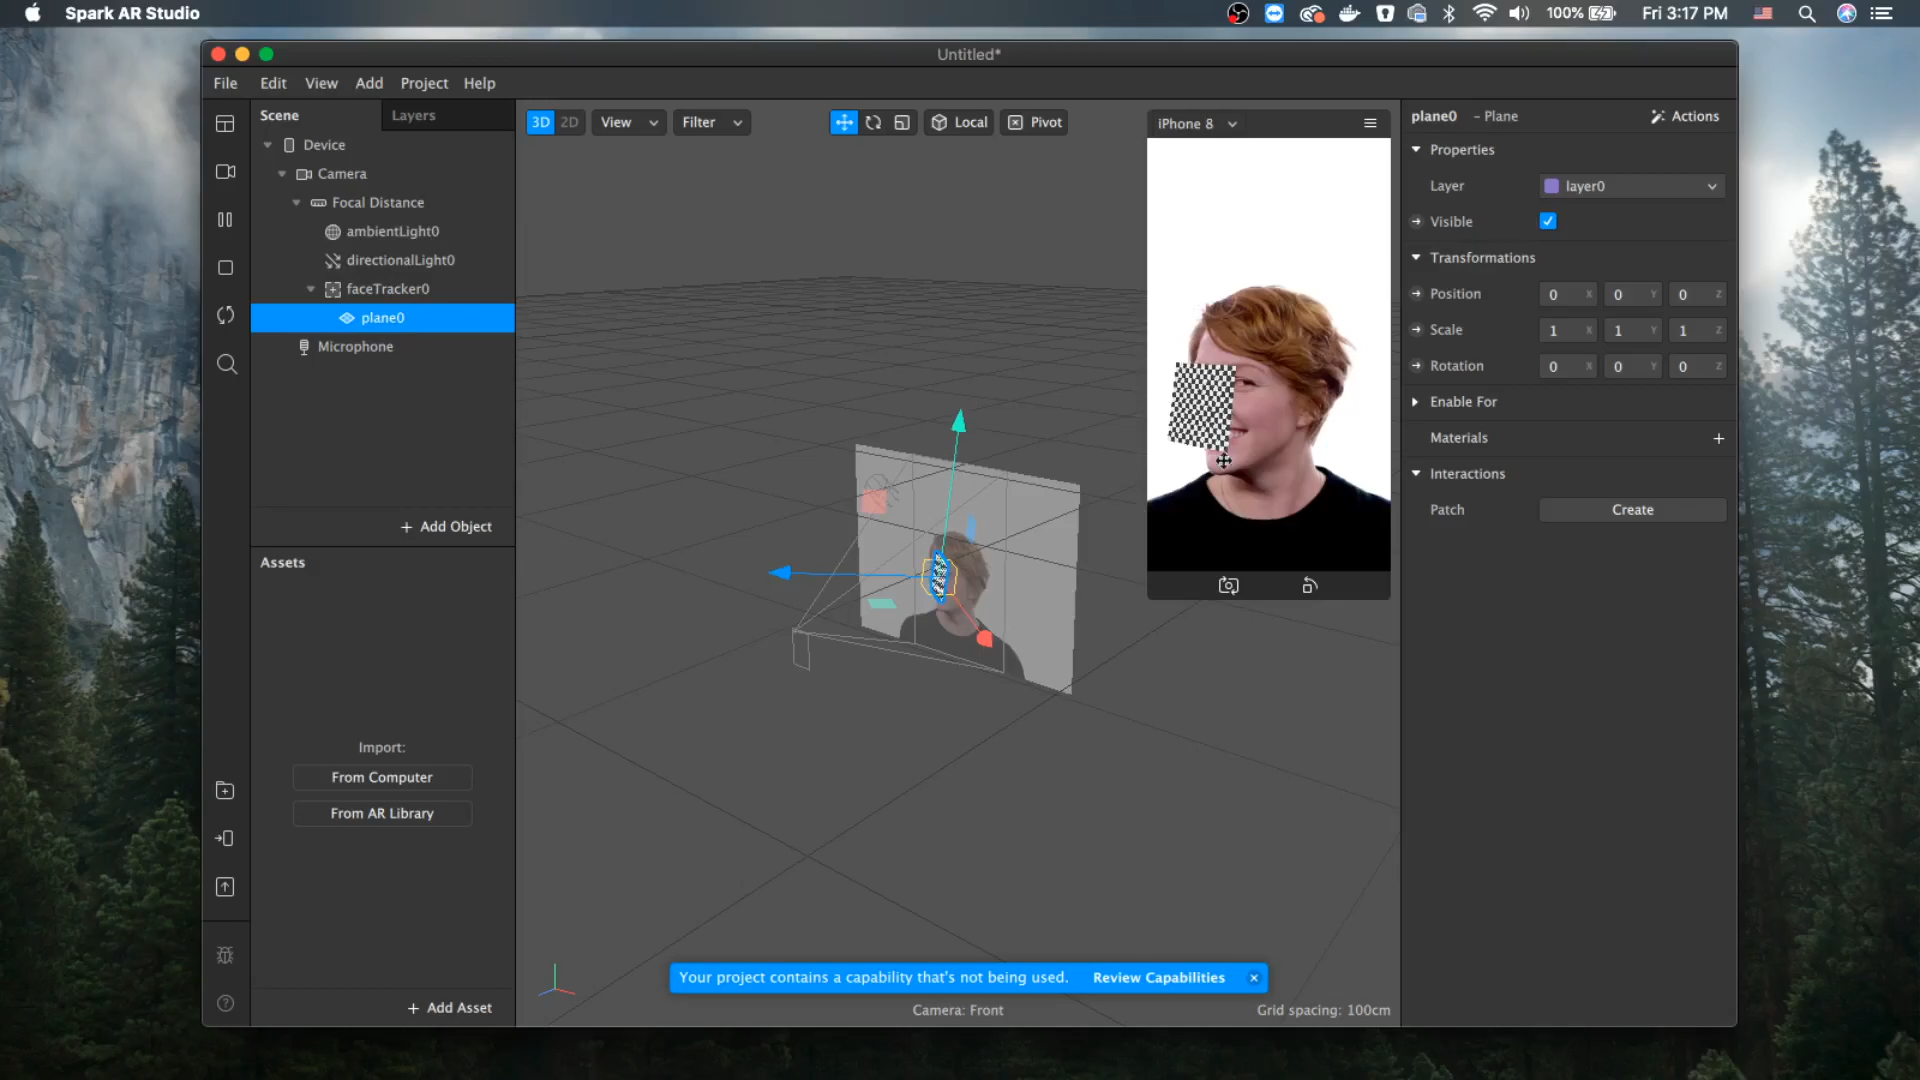 Spark AR Studio
100%
Fri 3:17 PM
Untitled*
File Edit View Add Project Help
Scene
Layers
Device
Camera
Focal Distance
ambientLight0
directionalLight0
faceTracker0
plane0
Microphone
+ Add Object
Assets
Import:
From Computer
From AR Library
+ Add Asset
3D 2D
View
Filter
Local
Pivot
iPhone 8
Your project contains a capability that's not being used. Review Capabilities
Camera: Front
Grid spacing: 100cm
plane0 - Plane
Actions
Properties
Layer layer0
Visible
Transformations
Position 0 X 0 Y 0 Z
Scale 1 X 1 Y 1 Z
Rotation 0 X 0 Y 0 Z
Enable For
Materials +
Interactions
Patch Create